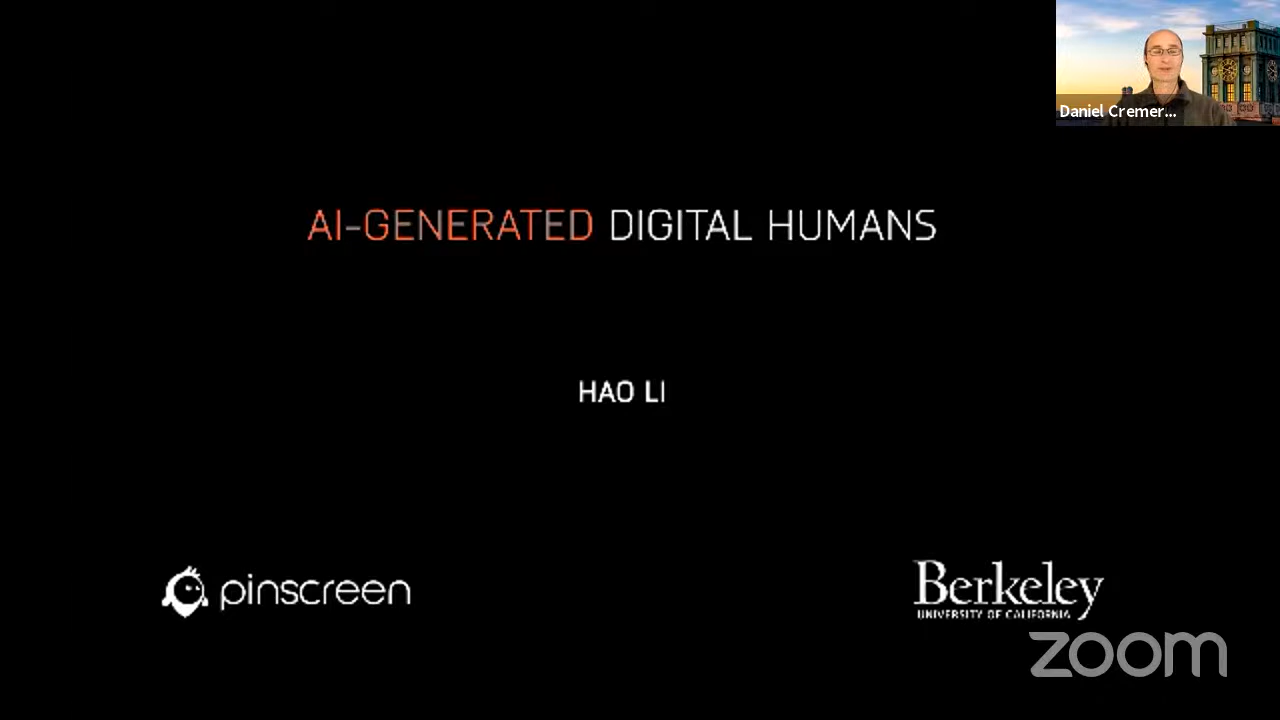 Daniel Cremer...
AI-GENERATED DIGITAL HUMANS
HAO LI
pinscreen
Berkeley
UNIVERSITY OF CALIFORNIA
zoom